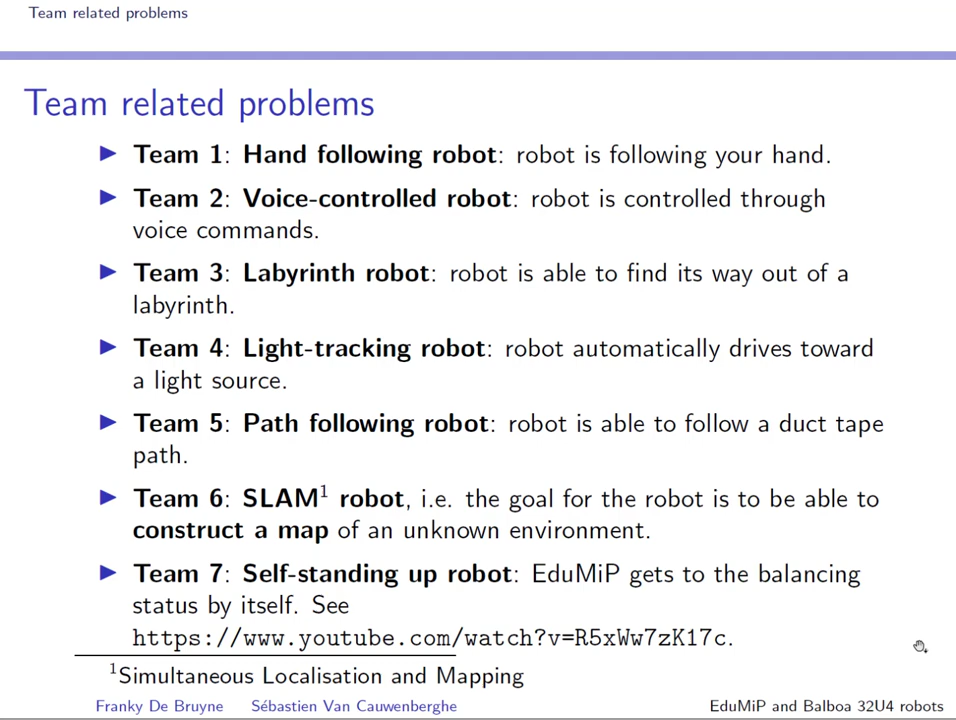 Team related problems
Team related problems
▶ Team 1: Hand following robot: robot is following your hand.
▶ Team 2: Voice-controlled robot: robot is controlled through
voice commands.
▶ Team 3: Labyrinth robot: robot is able to find its way out of a
labyrinth.
▶ Team 4: Light-tracking robot: robot automatically drives toward
a light source.
▶ Team 5: Path following robot: robot is able to follow a duct tape
path.
▶ Team 6: SLAM¹ robot, i.e. the goal for the robot is to be able to
construct a map of an unknown environment.
▶ Team 7: Self-standing up robot: EduMiP gets to the balancing
status by itself. See
https://www.youtube.com/watch?v=R5xWw7zK17c.
¹Simultaneous Localisation and Mapping
Franky De Bruyne Sébastien Van Cauwenberghe EduMiP and Balboa 32U4 robots